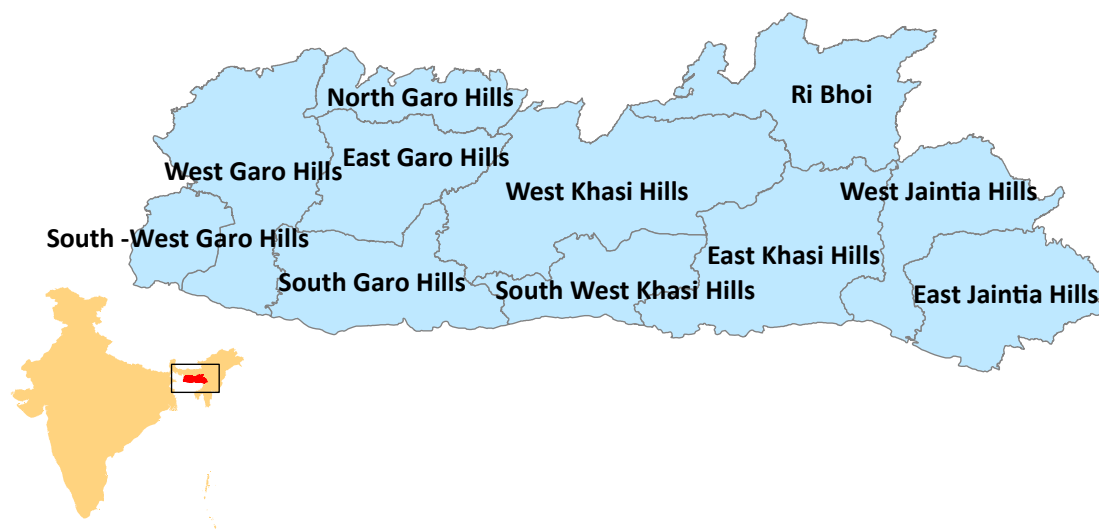 Ri Bhoi
North Garo Hills
East Garo Hills
West Garo Hills
West Khasi Hills
West Jaintia Hills
South -West Garo Hills
East Khasi Hills
South Garo Hills
South West Khasi Hills
East Jaintia Hills